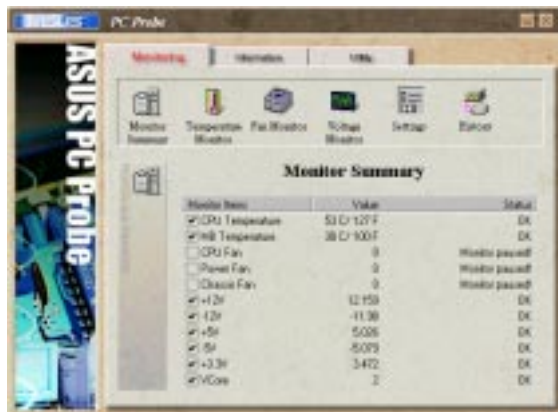 ASUS PC Probe
PC Probe
Monitoring Information Utility
Monitor Summary Temperature Monitor Fan Monitor Voltage Monitor Settings History
ASUS PC Probe
Monitor Summary
Monitor Items Value Status
CPU Temperature 53 C/ 127 F OK
MB Temperature 38 C/ 100 F OK
CPU Fan 0 Monitor paused!
Power Fan 0 Monitor paused!
Chassis Fan 0 Monitor paused!
+12V 12.159 OK
-12V -11.98 OK
+5V 5.026 OK
-5V -5.079 OK
+3.3V 3.472 OK
VCore 2 OK